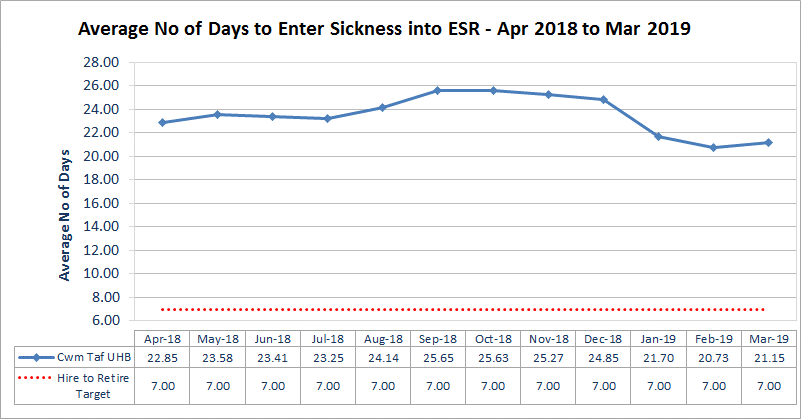 Average No of Days to Enter Sickness into ESR - Apr 2018 to Mar 2019
Average No of Days
28.00
26.00
24.00
22.00
20.00
18.00
16.00
14.00
12.00
10.00
8.00
6.00
Apr-18 May-18 Jun-18 Jul-18 Aug-18 Sep-18 Oct-18 Nov-18 Dec-18 Jan-19 Feb-19 Mar-19
Cwm Taf UHB 22.85 23.58 23.41 23.25 24.14 25.65 25.63 25.27 24.85 21.70 20.73 21.15
Hire to Retire
Target 7.00 7.00 7.00 7.00 7.00 7.00 7.00 7.00 7.00 7.00 7.00 7.00